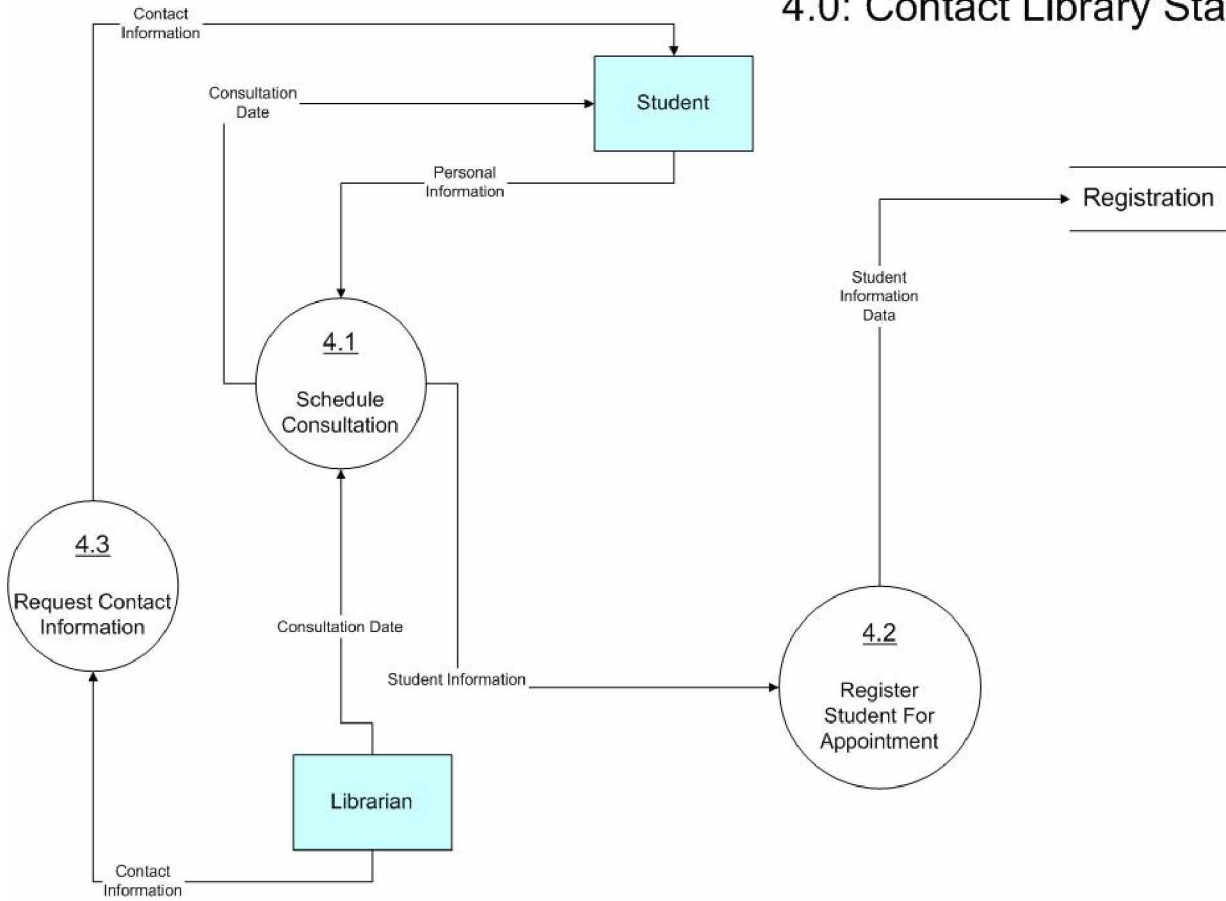 4.0: Contact Library Sta
Contact
Information
Consultation
Date
Student
Personal
Information
Registration
Student
Information
Data
4.1
Schedule
Consultation
4.3
Request Contact
Information
Consultation Date
Student Information
4.2
Register
Student For
Appointment
Librarian
Contact
Information